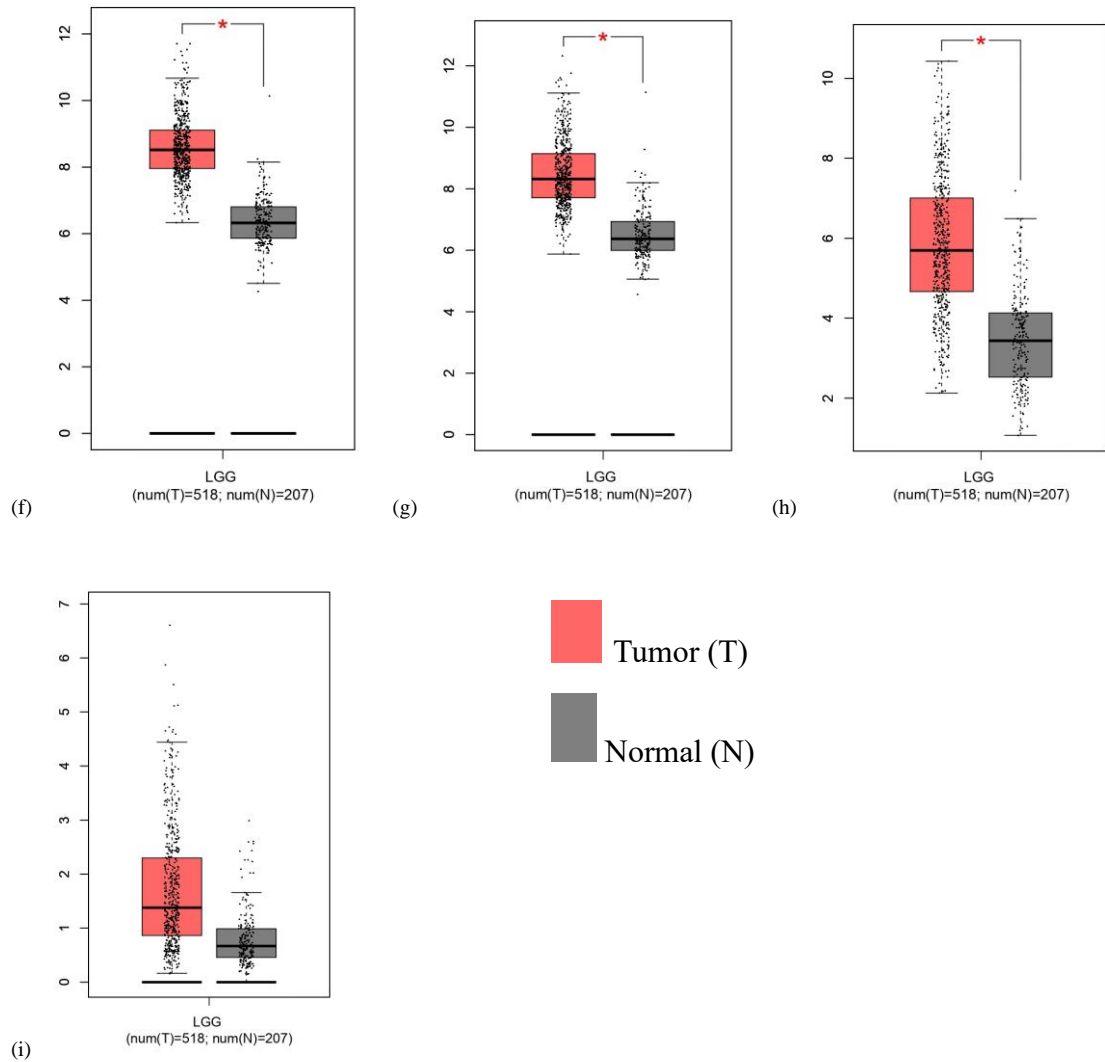 12
10
8
6
4
2
0
*
LGG
(num(T)=518; num(N)=207)
(f)
12
10
8
6
4
2
0
*
LGG
(num(T)=518; num(N)=207)
(g)
10
8
6
4
2
*
LGG
(num(T)=518; num(N)=207)
(h)
7
6
5
4
3
2
1
0
LGG
(num(T)=518; num(N)=207)
(i)
Tumor (T)
Normal (N)